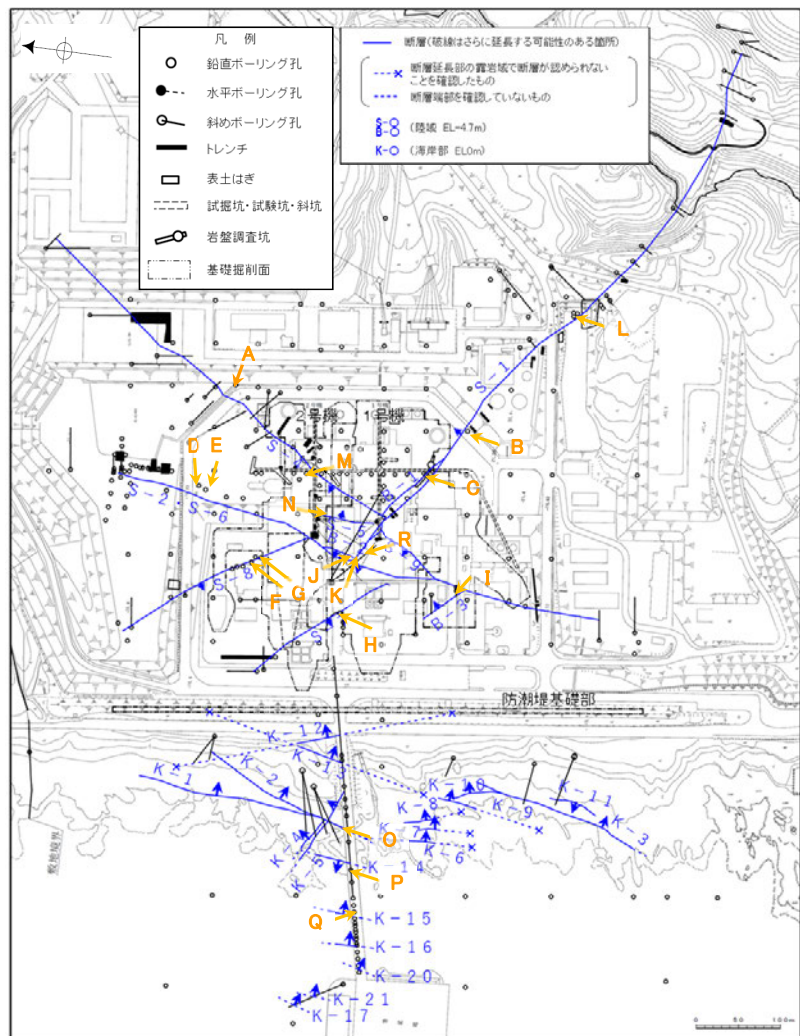 凡 例
鉛直ボーリング孔
水平ボーリング孔
斜めボーリング孔
トレンチ
表土はぎ
試掘坑・試験坑・斜坑
岩盤調査坑
基礎掘削面
断層(破線はさらに延長する可能性のある箇所)
断層延長部の露岩域で断層が認められない
ことを確認したもの
断層端部を確認していないもの
S-○
B-○
(陸域 EL-4.7m)
K-○
(海岸部 EL0m)
L
A
S-1
2号機
1号機
B
D
E
M
C
S-2・S-6
N
R
J
K
I
S-8
F
G
B-3
H
防潮堤基礎部
K-12
K-1
K-2
K-10
K-8
K-11
K-9
K-3
K-6
O
K-4
K-5
K-14
P
Q
K-15
K-16
K-20
K-21
K-17
敷地境界
0 50 100m